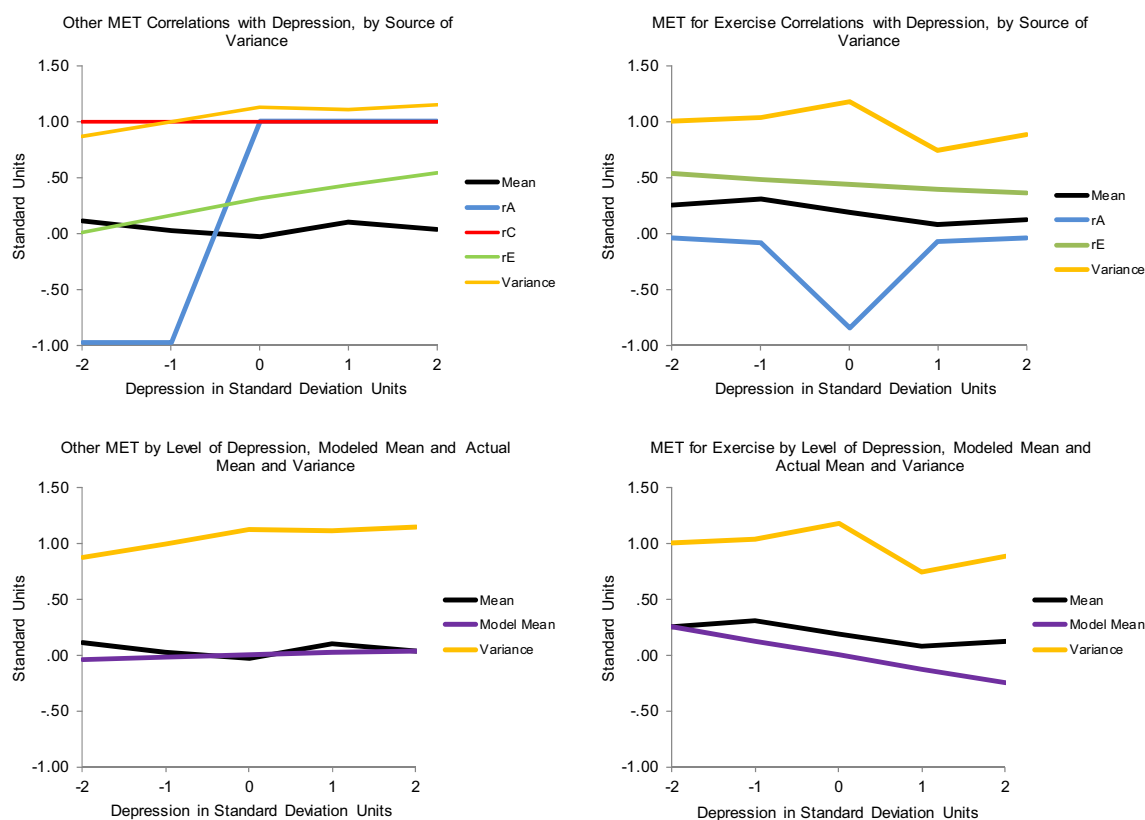 Other MET Correlations with Depression, by Source of
Variance
1.50
1.00
.50
.00
-.50
-1.00
-2
-1
0
1
2
Standard Units
Depression in Standard Deviation Units
Mean
rA
rC
rE
Variance
MET for Exercise Correlations with Depression, by Source of
Variance
1.50
1.00
.50
.00
-.50
-1.00
-2
-1
0
1
2
Standard Units
Depression in Standard Deviation Units
Mean
rA
rE
Variance
Other MET by Level of Depression, Modeled Mean and Actual
Mean and Variance
1.50
1.00
.50
.00
-.50
-1.00
-2
-1
0
1
2
Standard Units
Depression in Standard Deviation Units
Mean
Model Mean
Variance
MET for Exercise by Level of Depression, Modeled Mean and
Actual Mean and Variance
1.50
1.00
.50
.00
-.50
-1.00
-2
-1
0
1
2
Standard Units
Depression in Standard Deviation Units
Mean
Model Mean
Variance